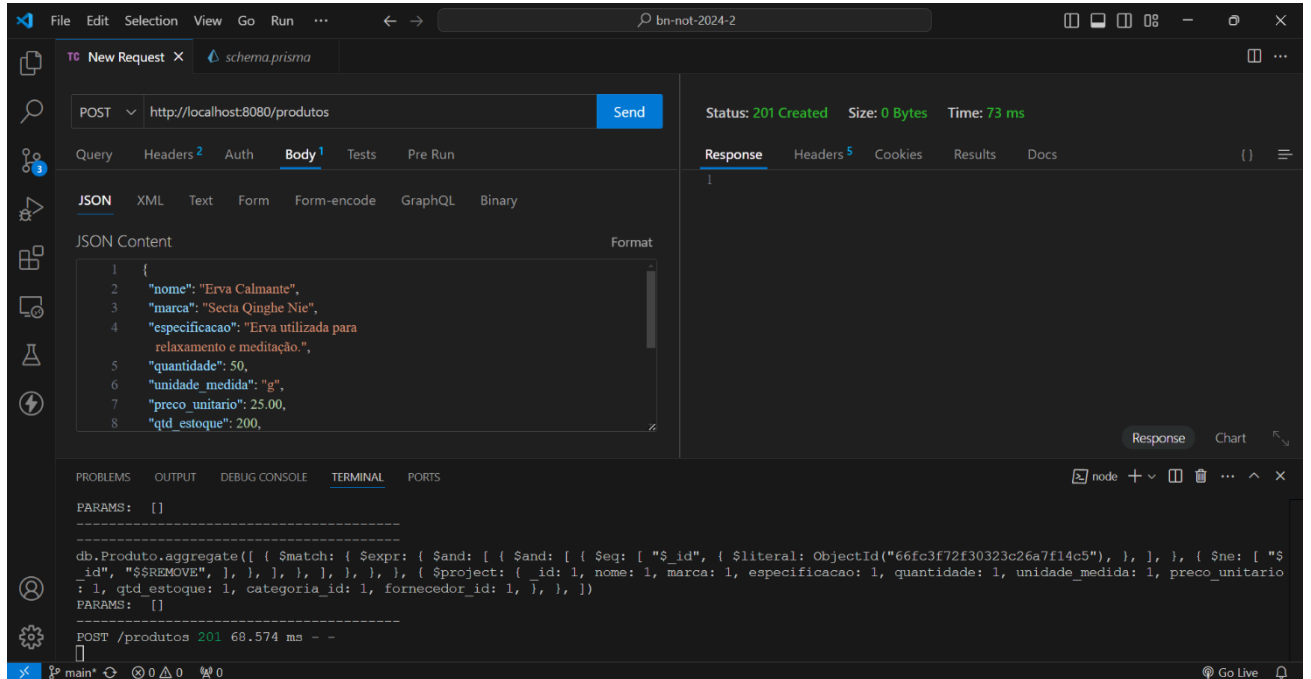 File Edit Selection View Go Run ··· ← → bn-not-2024-2
TC New Request × schema.prisma ···
POST http://localhost:8080/produtos Send
Status: 201 Created Size: 0 Bytes Time: 73 ms
Query Headers 2 Auth Body 1 Tests Pre Run
Response Headers 5 Cookies Results Docs { }
JSON XML Text Form Form-encode GraphQL Binary
1
JSON Content Format
1 {
2 "nome": "Erva Calmante",
3 "marca": "Secta Qinghe Nie",
4 "especificacao": "Erva utilizada para
relaxamento e meditação.",
5 "quantidade": 50,
6 "unidade_medida": "g",
7 "preco_unitario": 25.00,
8 "qtd_estoque": 200,
Response Chart
3
PROBLEMS OUTPUT DEBUG CONSOLE TERMINAL PORTS node
PARAMS: []
----------------------------------------
----------------------------------------
db.Produto.aggregate([ { $match: { $expr: { $and: [ { $and: [ { $eq: [ "$_id", { $literal: ObjectId("66fc3f72f30323c26a7f14c5"), }, ], }, { $ne: [ "$
_id", "$$REMOVE", ], }, ], }, ], }, }, }, { $project: { _id: 1, nome: 1, marca: 1, especificacao: 1, quantidade: 1, unidade_medida: 1, preco_unitario
: 1, qtd_estoque: 1, categoria_id: 1, fornecedor_id: 1, }, }, ])
PARAMS: []
----------------------------------------
POST /produtos 201 68.574 ms - -
main* 0 0 0 Go Live